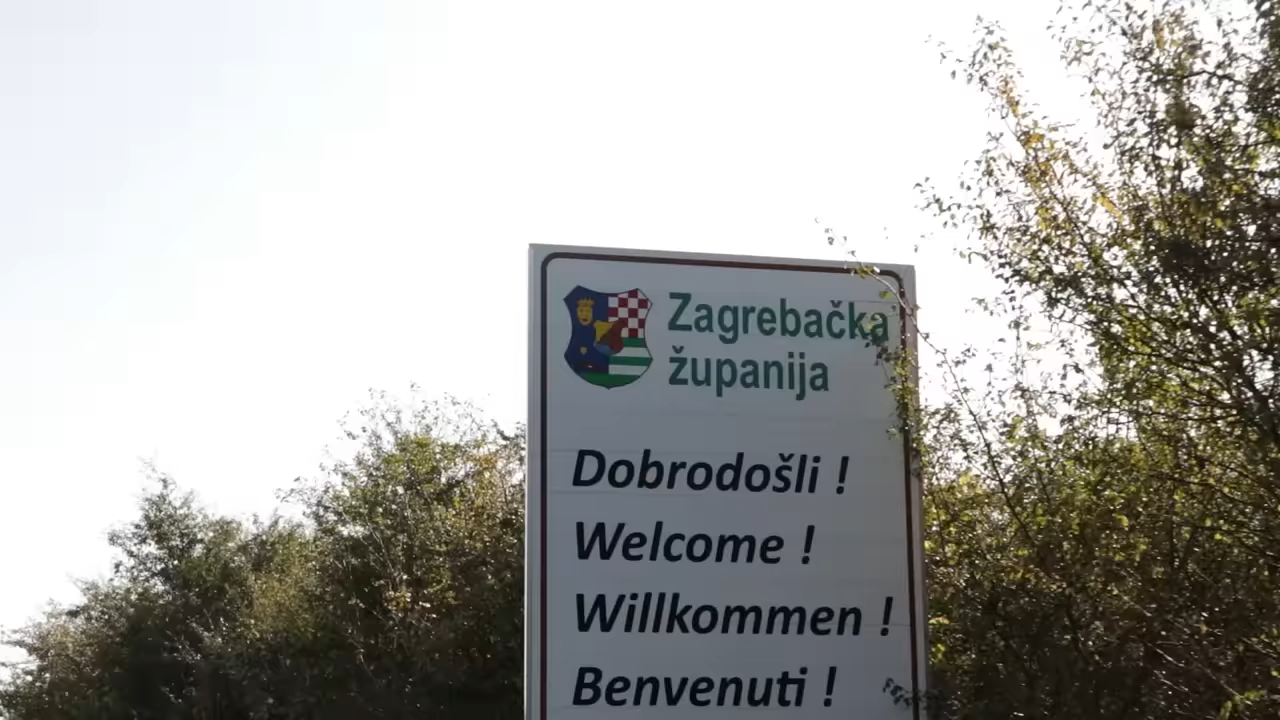 Zagrebačka
županija
Dobrodošli !
Welcome !
Willkommen !
Benvenuti !